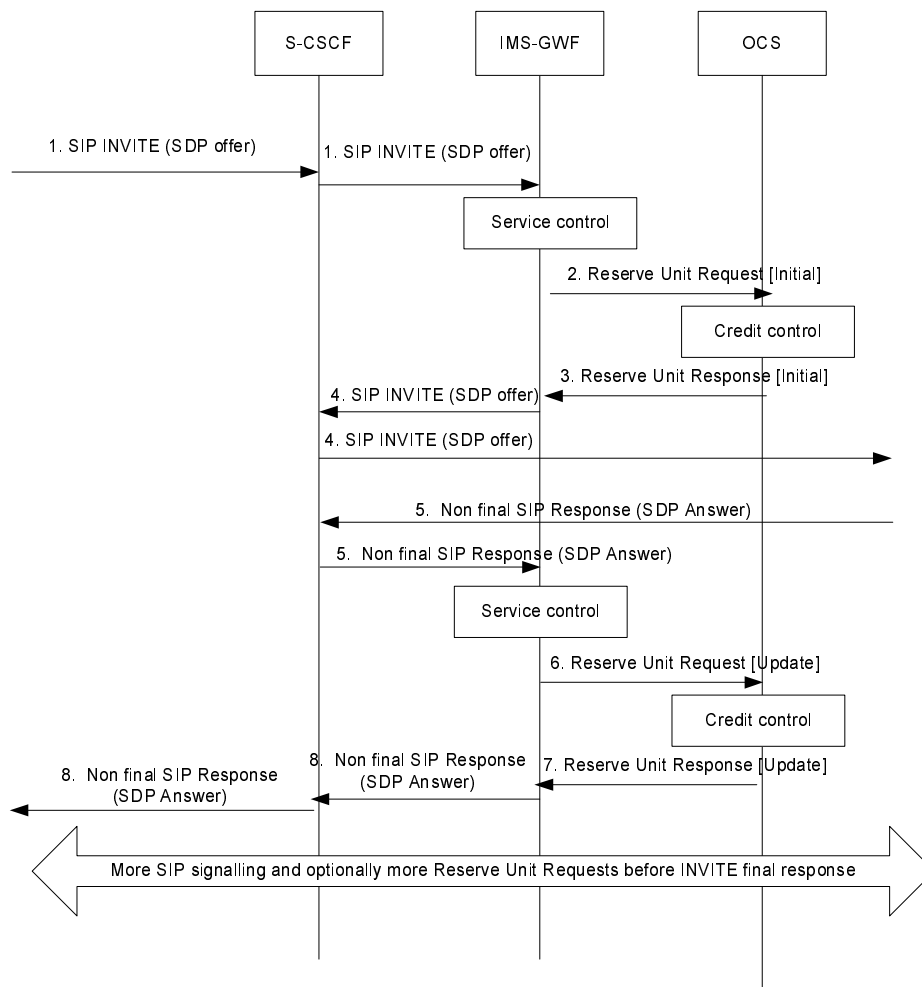 S-CSCF
IMS-GWF
OCS
1. SIP INVITE (SDP offer)
1. SIP INVITE (SDP offer)
Service control
2. Reserve Unit Request [Initial]
Credit control
3. Reserve Unit Response [Initial]
4. SIP INVITE (SDP offer)
4. SIP INVITE (SDP offer)
5. Non final SIP Response (SDP Answer)
5. Non final SIP Response (SDP Answer)
Service control
6. Reserve Unit Request [Update]
Credit control
7. Reserve Unit Response [Update]
8. Non final SIP Response
(SDP Answer)
8. Non final SIP Response
(SDP Answer)
More SIP signalling and optionally more Reserve Unit Requests before INVITE final response